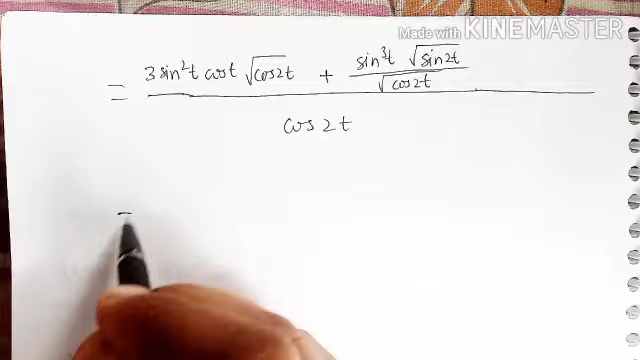 Made with KINEMASTER
= (3 sin²t cost √cos2t + sin³t √sin2t / √cos2t) / cos 2t